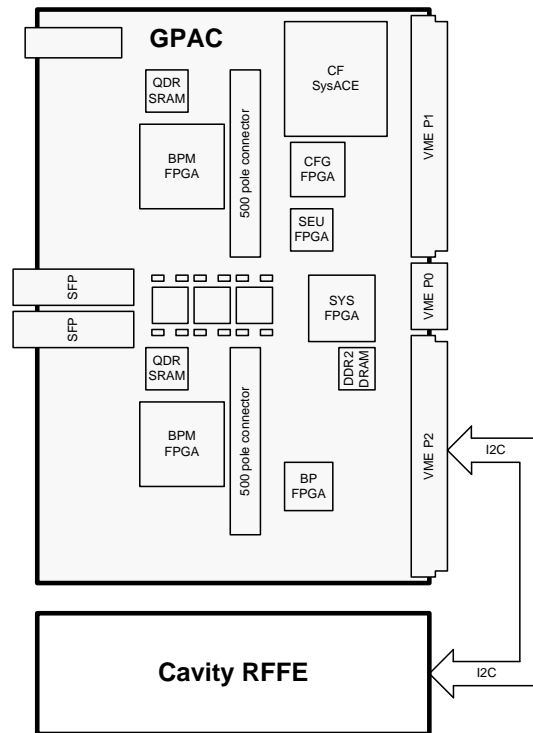 GPAC
QDR
SRAM
BPM
FPGA
500 pole connector
CF
SysACE
CFG
FPGA
SEU
FPGA
VME P1
SFP
SFP
SYS
FPGA
VME P0
QDR
SRAM
DDR2
DRAM
BPM
FPGA
500 pole connector
BP
FPGA
VME P2
I2C
Cavity RFFE
I2C